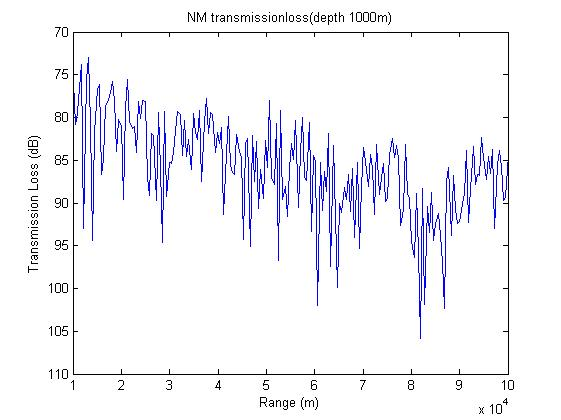 NM transmissionloss(depth 1000m)
70
75
80
85
90
95
100
105
110
Transmission Loss (dB)
1 2 3 4 5 6 7 8 9 10
Range (m)
x 10^4